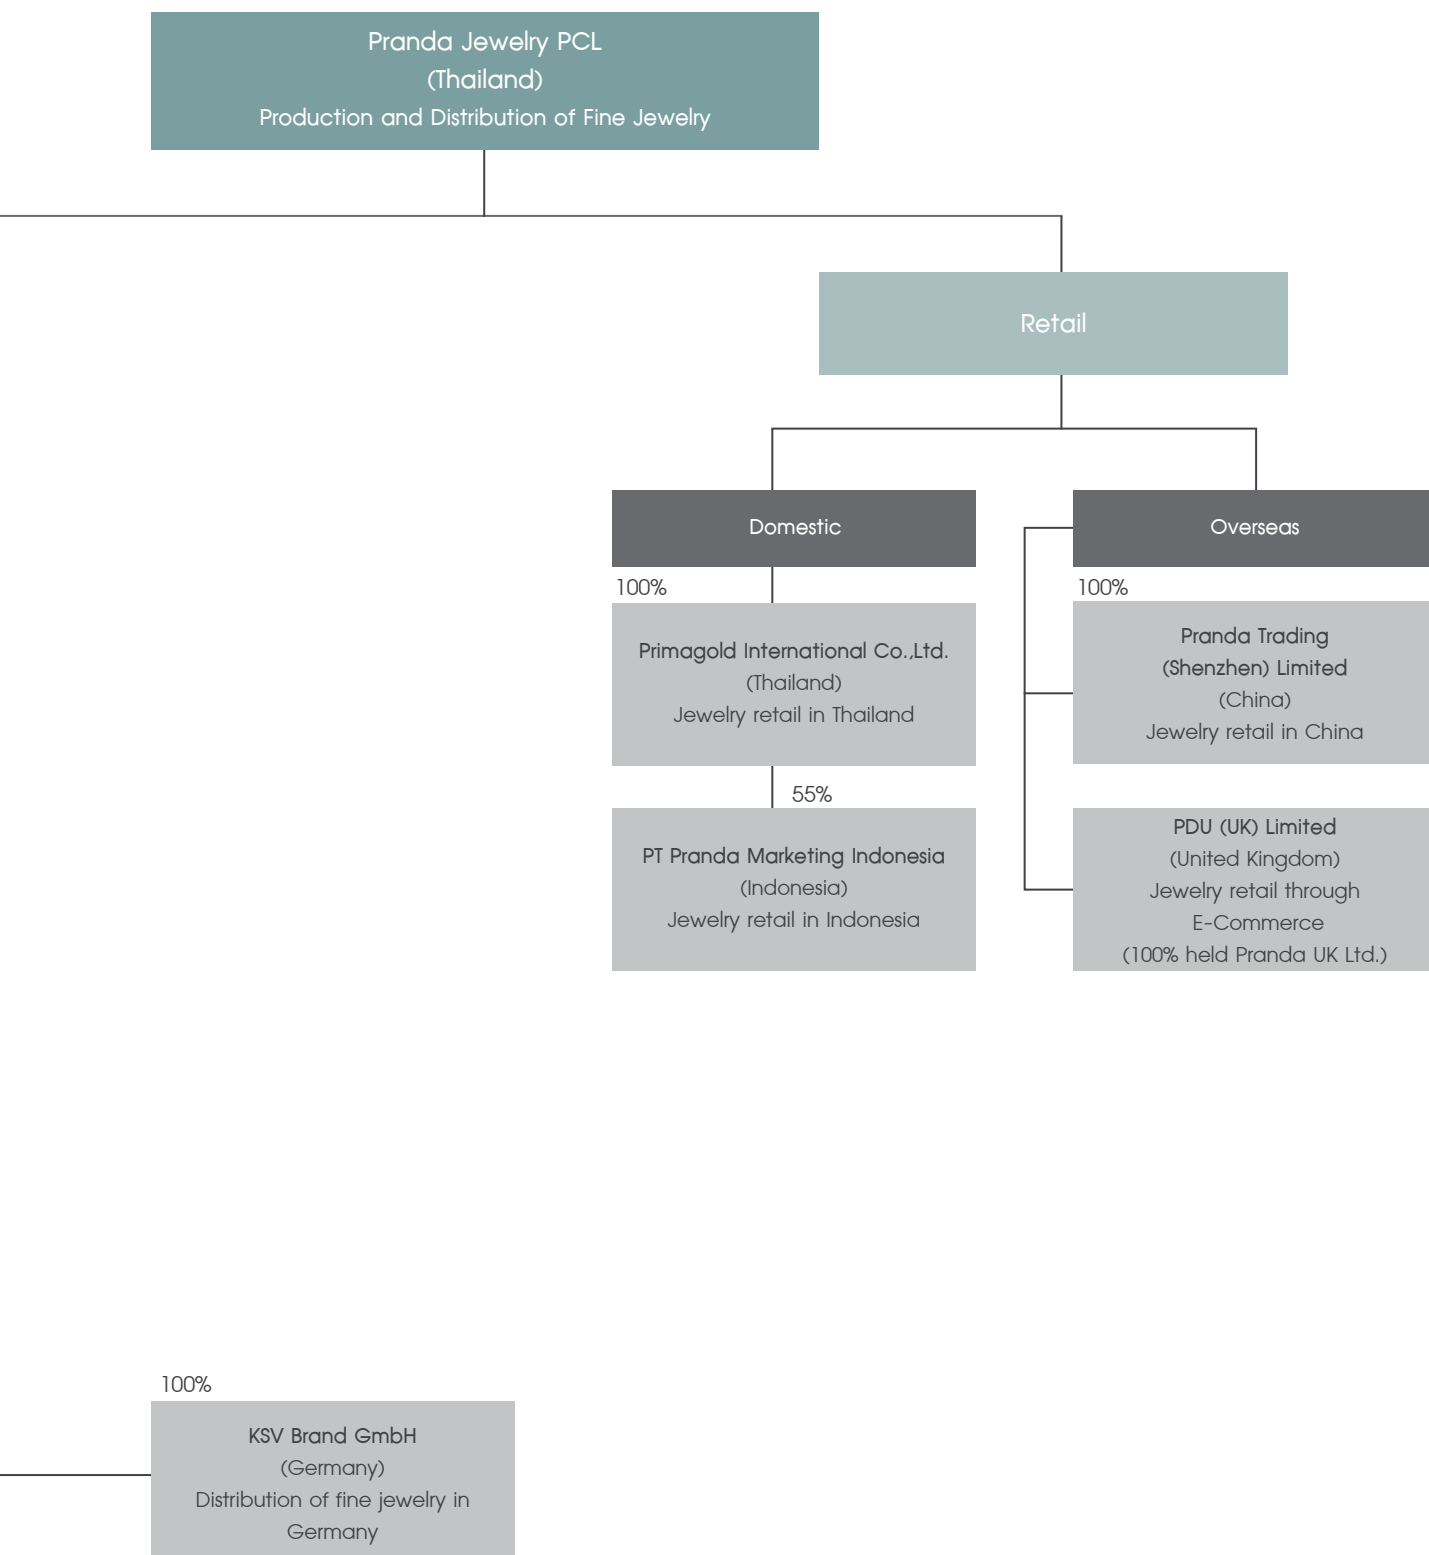 Pranda Jewelry PCL
(Thailand)
Production and Distribution of Fine Jewelry
Retail
Domestic
100%
Primagold International Co.,Ltd.
(Thailand)
Jewelry retail in Thailand
55%
PT Pranda Marketing Indonesia
(Indonesia)
Jewelry retail in Indonesia
Overseas
100%
Pranda Trading
(Shenzhen) Limited
(China)
Jewelry retail in China
PDU (UK) Limited
(United Kingdom)
Jewelry retail through
E-Commerce
(100% held Pranda UK Ltd.)
100%
KSV Brand GmbH
(Germany)
Distribution of fine jewelry in
Germany